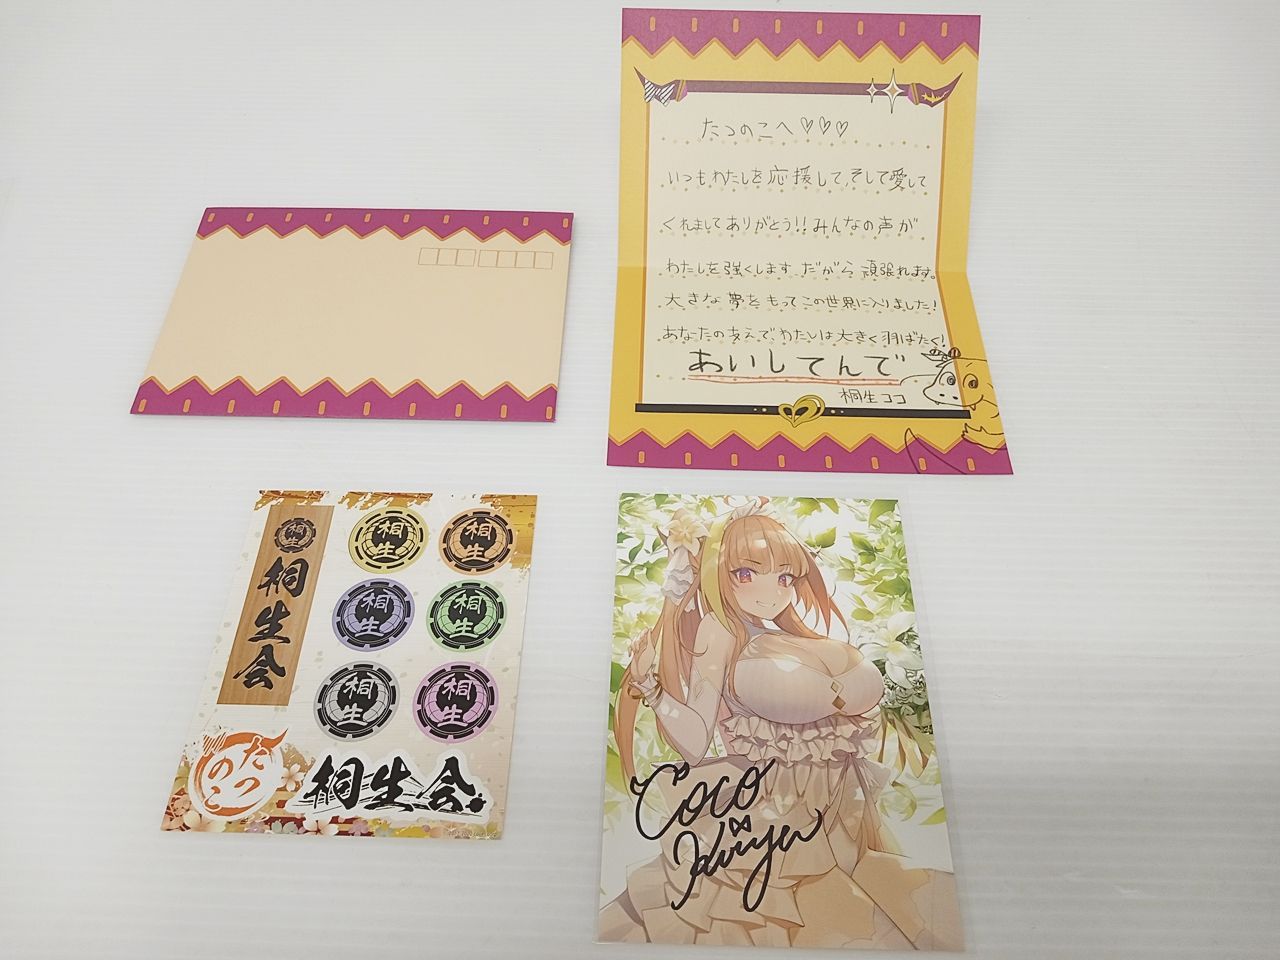 たつのこへ♡♡♡
いつもわたしを応援して、そして愛して
くれましてありがとう!!みんなの声が
わたしを強くします だから 頑張れます。
大きな夢をもってこの世界に入りました!
あなたの支えで、わたしは大きく羽ばたく!
あいしてんで
桐生ココ
桐生
桐生会
桐生
桐生
桐生
桐生
桐生
桐生
たつのこ
桐生会
Coco
Kiryu